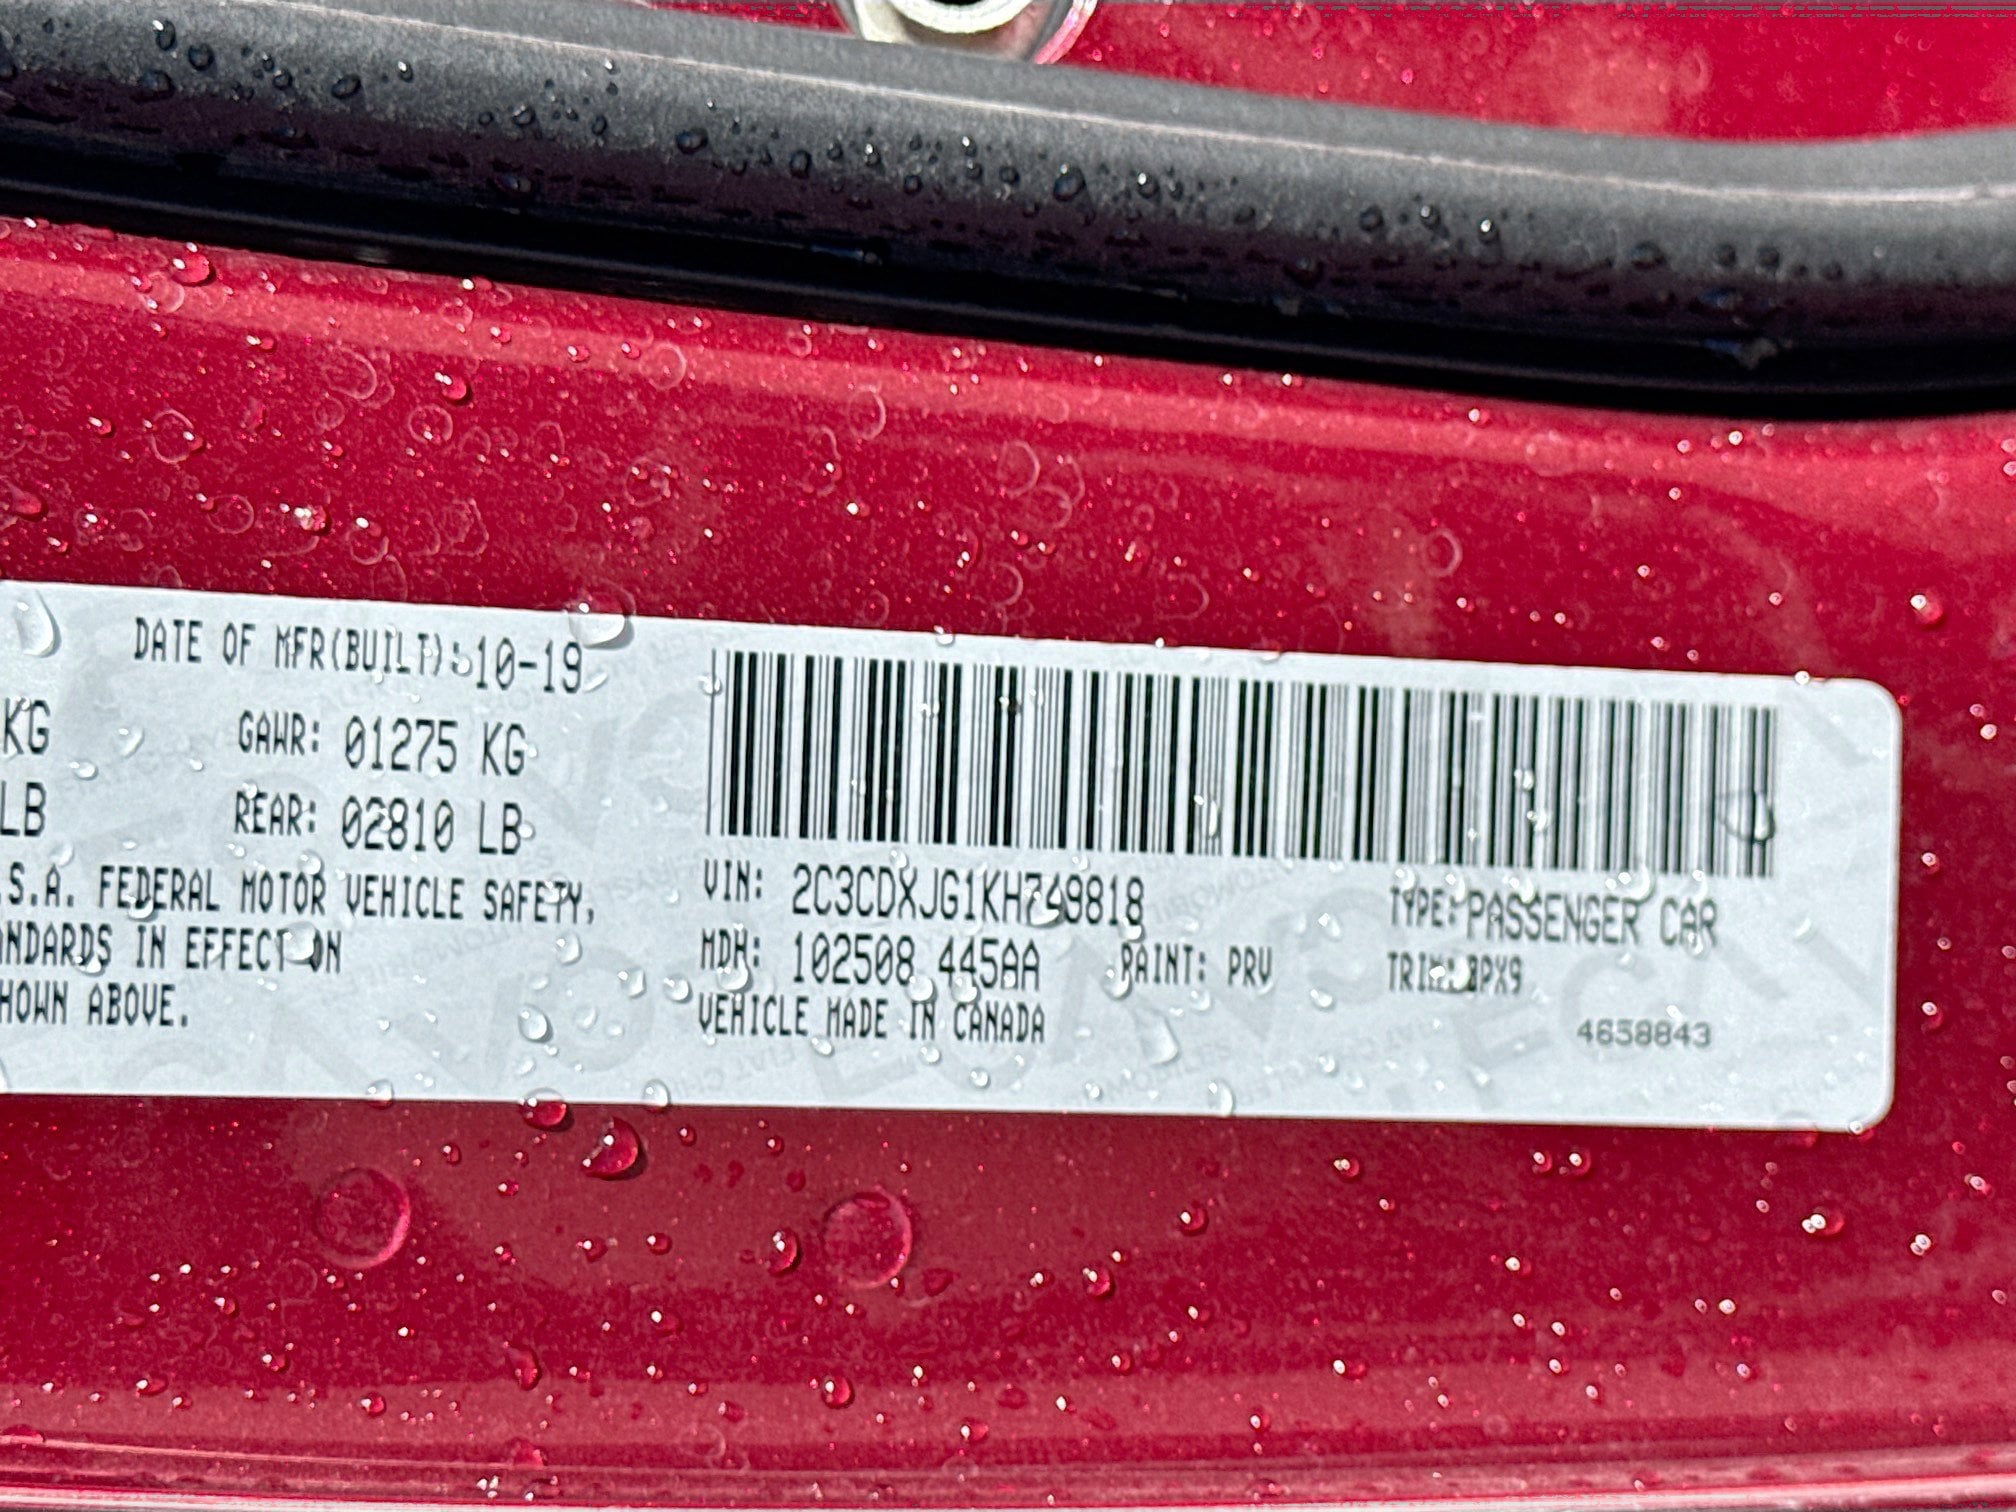 DATE OF MFR(BUILT): 10-19
KG GAWR: 01275 KG
LB REAR: 02810 LB
.S.A. FEDERAL MOTOR VEHICLE SAFETY,
ANDARDS IN EFFECT ON
HOWN ABOVE.
VIN: 2C3CDXJG1KH749818 TYPE: PASSENGER CAR
MDH: 102508 445AA PAINT: PRV TRIM:
VEHICLE MADE IN CANADA
4658843